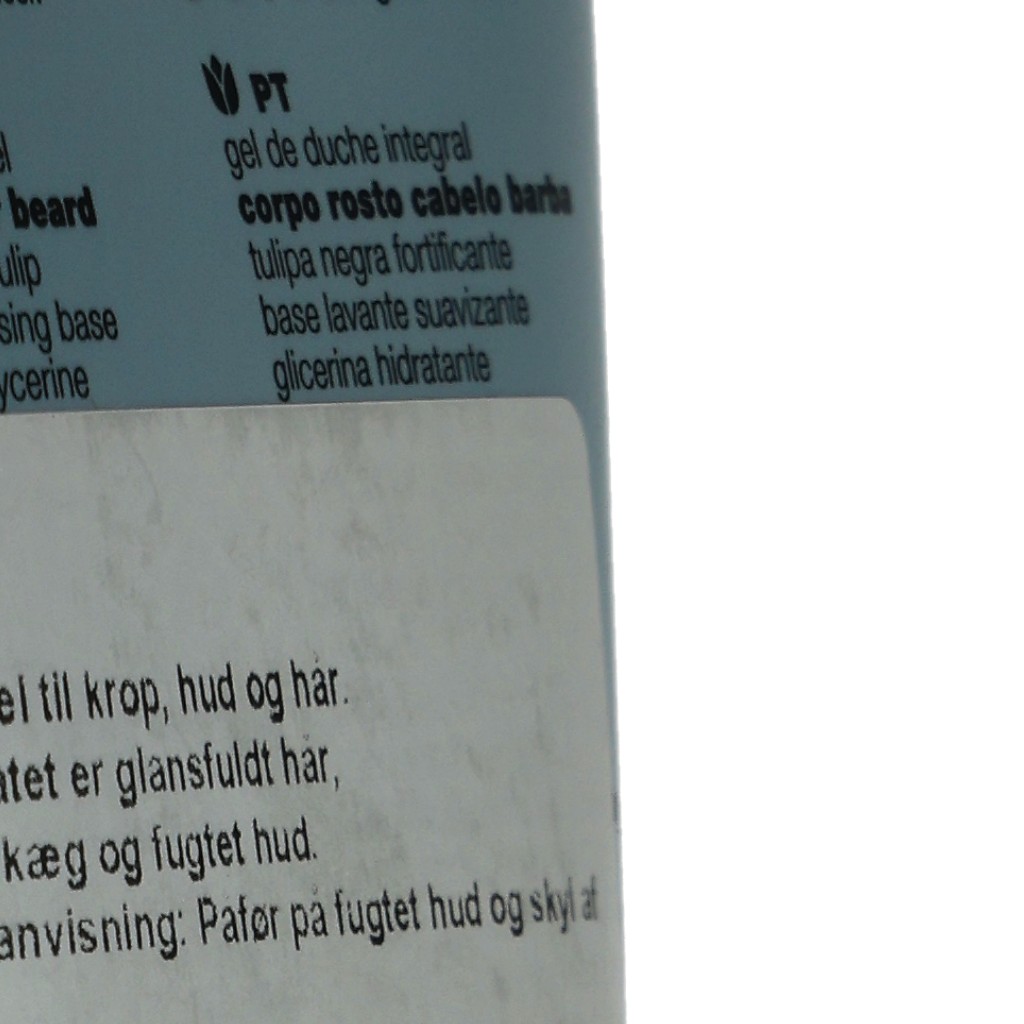 PT
gel de duche integral
corpo rosto cabelo barba
tulipa negra fortificante
base lavante suavizante
glicerina hidratante
beard
ulip
sing base
ycerine
el til krop, hud og hår.
atet er glansfuldt hår,
kæg og fugtet hud.
anvisning: Påfør på fugtet hud og skyl af